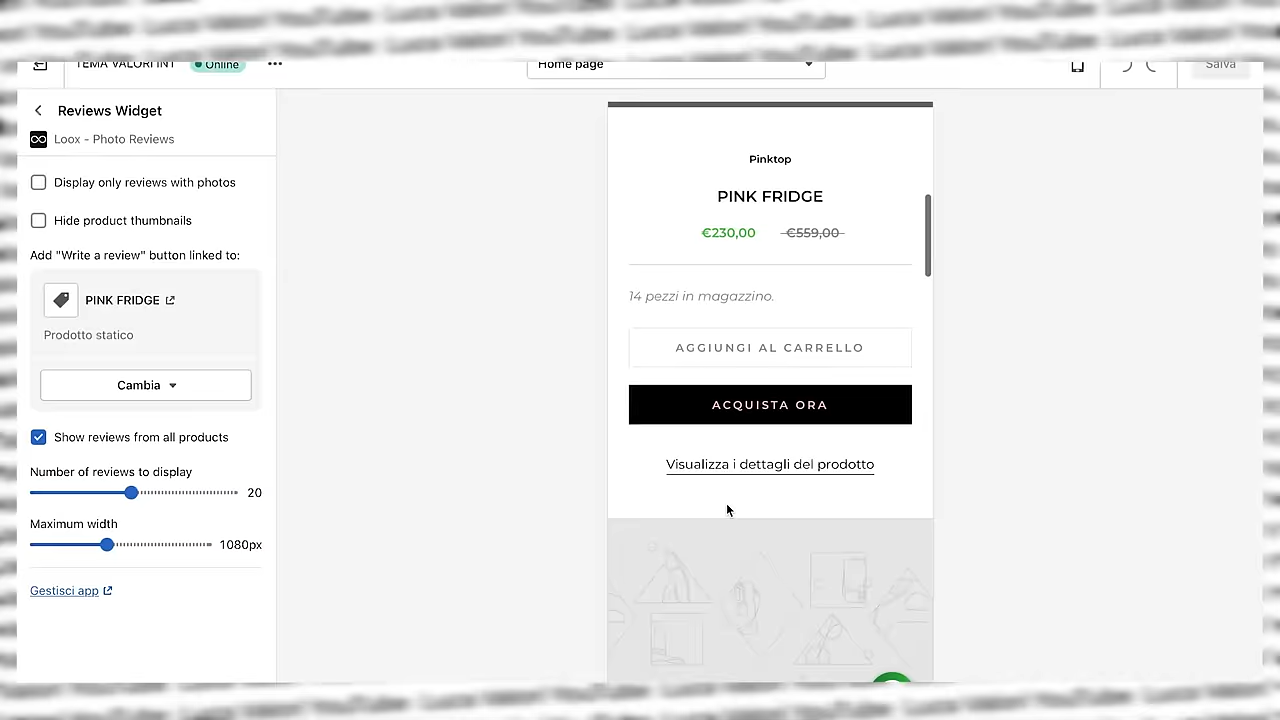 TEMA VALORI INT
Online
Home page
Salva
Reviews Widget
Loox - Photo Reviews
Display only reviews with photos
Hide product thumbnails
Add "Write a review" button linked to:
PINK FRIDGE
Prodotto statico
Cambia
Show reviews from all products
Number of reviews to display
20
Maximum width
1080px
Gestisci app
Pinktop
PINK FRIDGE
€230,00 €559,00
14 pezzi in magazzino.
AGGIUNGI AL CARRELLO
ACQUISTA ORA
Visualizza i dettagli del prodotto